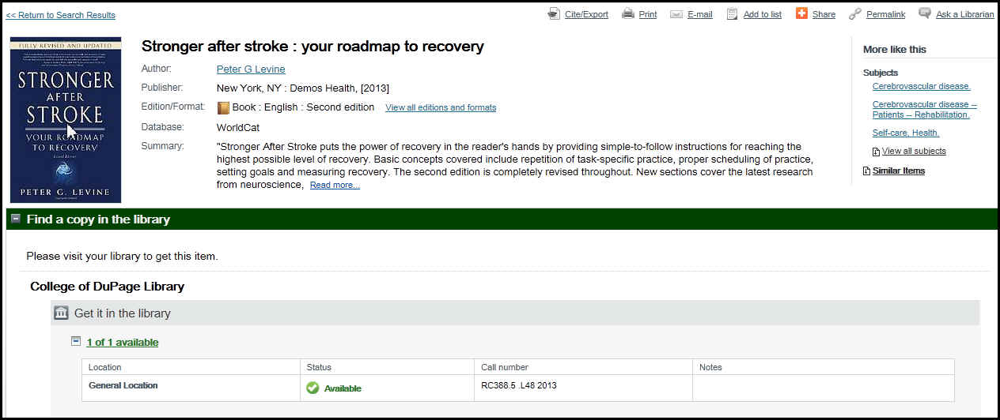 << Return to Search Results
Cite/Export Print E-mail Add to list Share Permalink Ask a Librarian
FULLY REVISED AND UPDATED
STRONGER
AFTER
STROKE
YOUR ROADMAP
TO RECOVERY
PETER G. LEVINE
Stronger after stroke : your roadmap to recovery
Author: Peter G Levine
Publisher: New York, NY : Demos Health, [2013]
Edition/Format: Book : English : Second edition View all editions and formats
Database: WorldCat
Summary: "Stronger After Stroke puts the power of recovery in the reader's hands by providing simple-to-follow instructions for reaching the
highest possible level of recovery. Basic concepts covered include repetition of task-specific practice, proper scheduling of practice,
setting goals and measuring recovery. The second edition is completely revised throughout. New sections cover the latest research
from neuroscience, Read more...
More like this
Subjects
Cerebrovascular disease.
Cerebrovascular disease --
Patients -- Rehabilitation.
Self-care, Health.
View all subjects
Similar Items
Find a copy in the library
Please visit your library to get this item.
College of DuPage Library
Get it in the library
1 of 1 available
Location Status Call number Notes
General Location Available RC388.5 .L48 2013